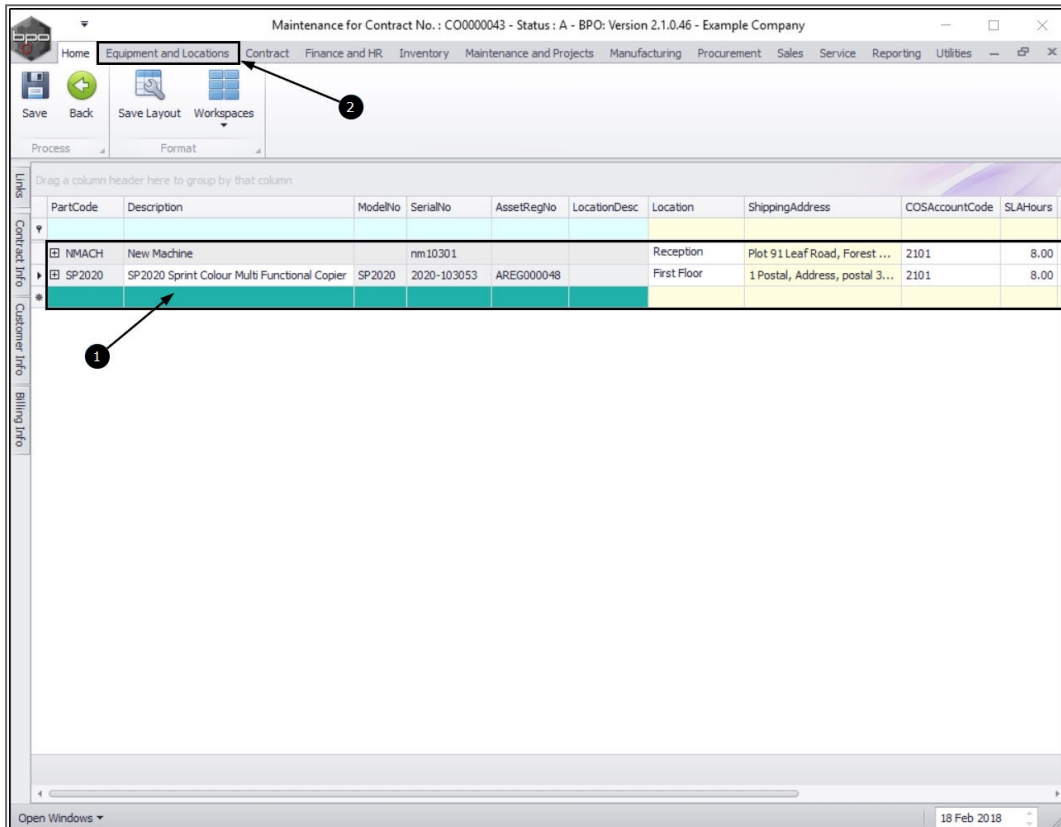 bpo
Maintenance for Contract No. : CO0000043 - Status : A - BPO: Version 2.1.0.46 - Example Company
Home Equipment and Locations Contract Finance and HR Inventory Maintenance and Projects Manufacturing Procurement Sales Service Reporting Utilities
Save Back Save Layout Workspaces
2
Process Format
Links
Contract Info
Customer Info
Billing Info
Drag a column header here to group by that column
PartCode Description ModelNo SerialNo AssetRegNo LocationDesc Location ShippingAddress COSAccountCode SLAHours
NMACH New Machine nm10301 Reception Plot 91 Leaf Road, Forest ... 2101 8.00
SP2020 SP2020 Sprint Colour Multi Functional Copier SP2020 2020-103053 AREG000048 First Floor 1 Postal, Address, postal 3... 2101 8.00
1
Open Windows 18 Feb 2018